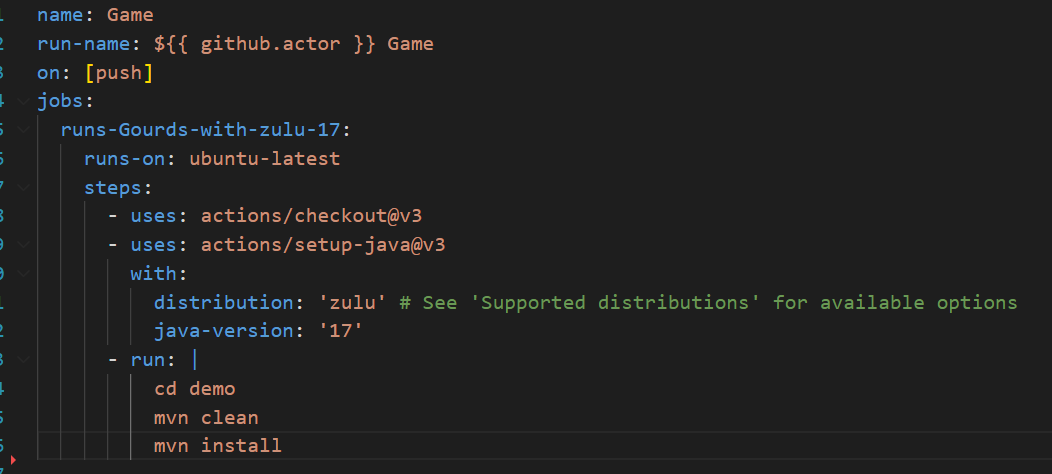 name: Game
run-name: ${{ github.actor }} Game
on: [push]
jobs:
  runs-Gourds-with-zulu-17:
    runs-on: ubuntu-latest
    steps:
      - uses: actions/checkout@v3
      - uses: actions/setup-java@v3
        with:
          distribution: 'zulu' # See 'Supported distributions' for available options
          java-version: '17'
      - run: |
          cd demo
          mvn clean
          mvn install